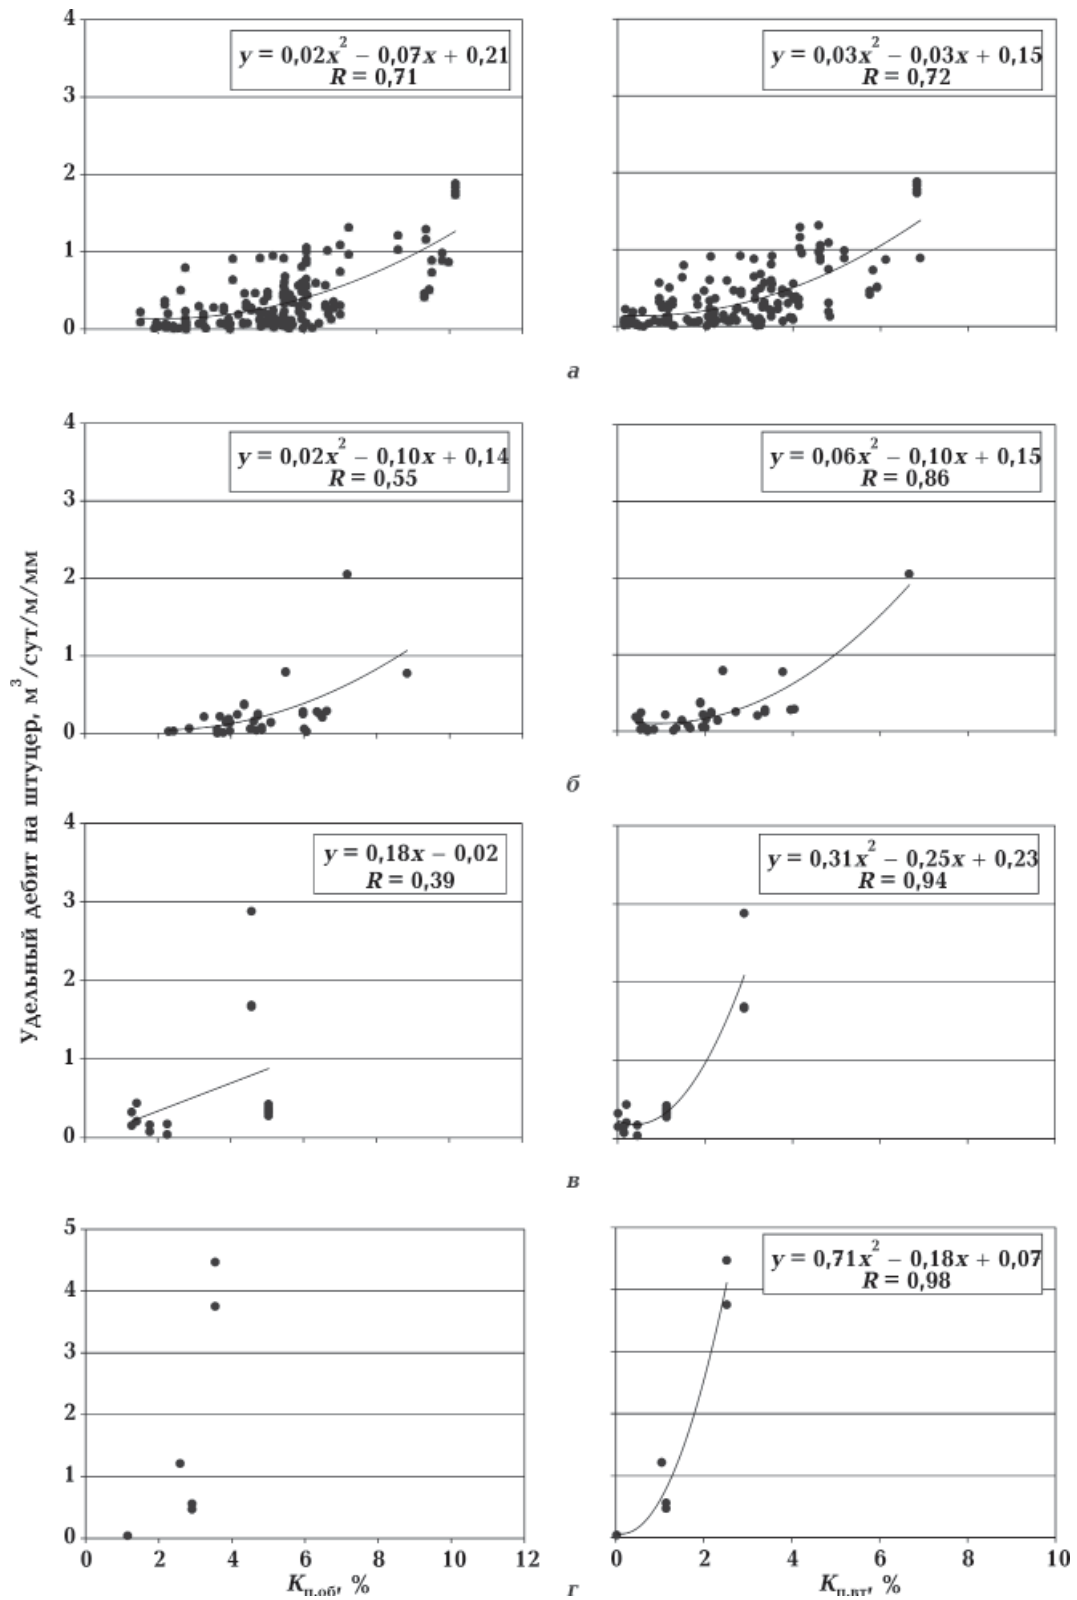 Удельный дебит на штуцер, м³/сут/м/мм
4
3
2
1
0
y = 0,02x² − 0,07x + 0,21
R = 0,71
y = 0,03x² − 0,03x + 0,15
R = 0,72
а
4
3
2
1
0
y = 0,02x² − 0,10x + 0,14
R = 0,55
y = 0,06x² − 0,10x + 0,15
R = 0,86
б
4
3
2
1
0
y = 0,18x − 0,02
R = 0,39
y = 0,31x² − 0,25x + 0,23
R = 0,94
в
5
4
3
2
1
0
y = 0,71x² − 0,18x + 0,07
R = 0,98
0 2 4 6 8 10 12
0 2 4 6 8 10
Kп.об, %
Kп.вт, %
г